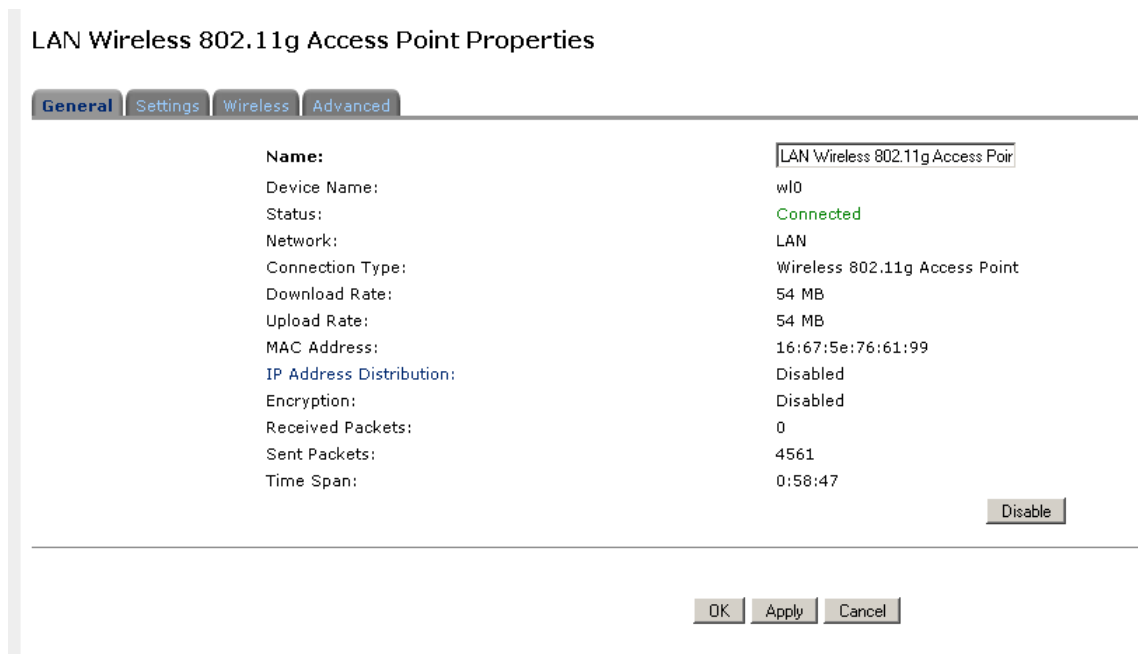 LAN Wireless 802.11g Access Point Properties
General Settings Wireless Advanced
Name: LAN Wireless 802.11g Access Poir
Device Name: wl0
Status: Connected
Network: LAN
Connection Type: Wireless 802.11g Access Point
Download Rate: 54 MB
Upload Rate: 54 MB
MAC Address: 16:67:5e:76:61:99
IP Address Distribution: Disabled
Encryption: Disabled
Received Packets: 0
Sent Packets: 4561
Time Span: 0:58:47
Disable
OK Apply Cancel